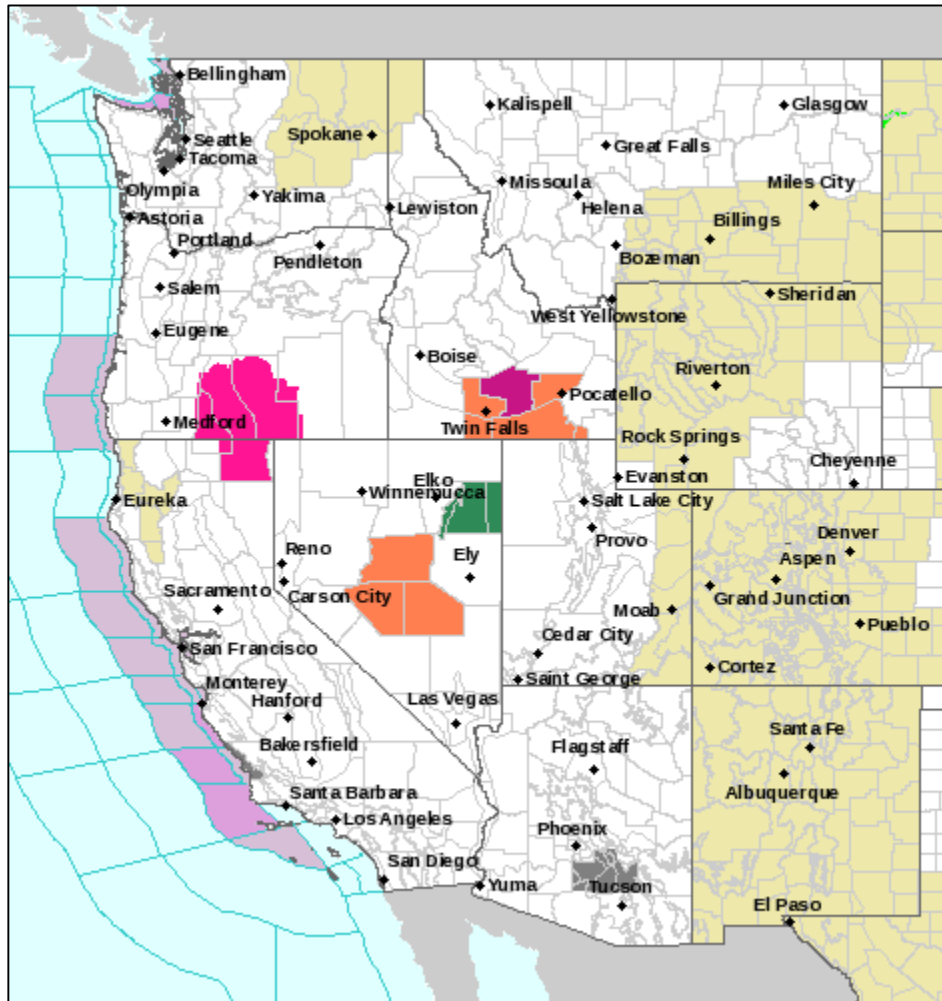 Bellingham
Kalispell
Glasgow
Spokane
Seattle
Great Falls
Tacoma
Olympia
Missoula
Miles City
Yakima
Helena
Lewiston
Astoria
Billings
Portland
Pendleton
Bozeman
Salem
Sheridan
West Yellowstone
Eugene
Boise
Riverton
Pocatello
Medford
Twin Falls
Rock Springs
Cheyenne
Elko
Evanston
Winnemucca
Eureka
Salt Lake City
Denver
Provo
Reno
Ely
Aspen
Sacramento
Carson City
Grand Junction
Moab
Pueblo
Cedar City
San Francisco
Cortez
Saint George
Monterey
Hanford
Las Vegas
Santa Fe
Bakersfield
Flagstaff
Albuquerque
Santa Barbara
Los Angeles
Phoenix
San Diego
Yuma
Tucson
El Paso